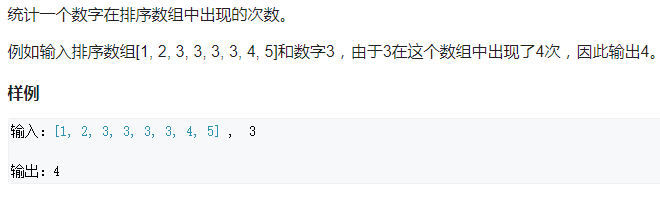 统计一个数字在排序数组中出现的次数。
例如输入排序数组[1, 2, 3, 3, 3, 3, 4, 5]和数字3，由于3在这个数组中出现了4次，因此输出4。
样例
输入：[1, 2, 3, 3, 3, 3, 4, 5] , 3
输出：4